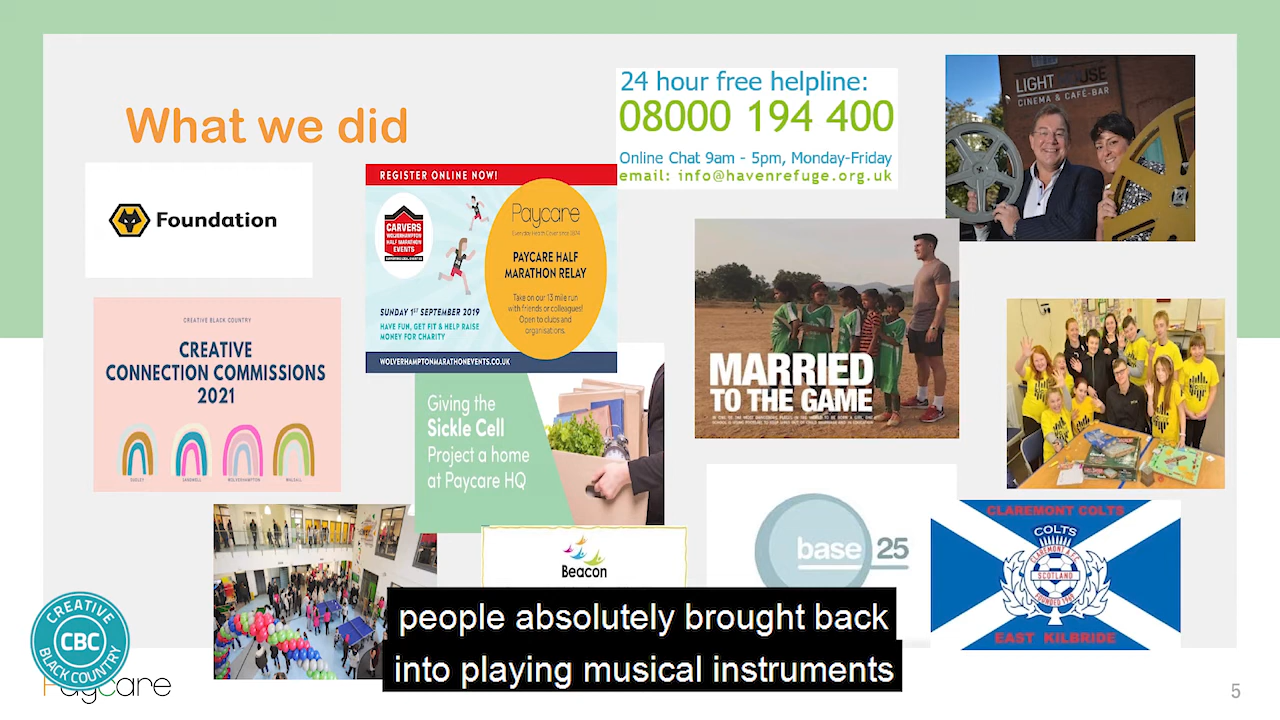 What we did
24 hour free helpline:
08000 194 400
Online Chat 9am - 5pm, Monday-Friday
email: info@havenrefuge.org.uk
LIGHT HOUSE
CINEMA & CAFÉ-BAR
Foundation
REGISTER ONLINE NOW!
CARVERS
WOLVERHAMPTON
HALF MARATHON
EVENTS
Paycare
PAYCARE HALF
MARATHON RELAY
Take on our 13 mile run
with friends or colleagues!
Open to clubs and
organisations.
SUNDAY 1ST SEPTEMBER 2019
HAVE FUN, GET FIT & HELP RAISE
MONEY FOR CHARITY
WOLVERHAMPTONMARATHONEVENTS.CO.UK
MARRIED
TO THE GAME
CREATIVE BLACK COUNTRY
CREATIVE
CONNECTION COMMISSIONS
2021
DUDLEY SANDWELL WOLVERHAMPTON WALSALL
Giving the
Sickle Cell
Project a home
at Paycare HQ
Beacon
base 25
CLAREMONT COLTS
COLTS
CLAREMONT A.F.C.
SCOTLAND
EAST KILBRIDE
people absolutely brought back
into playing musical instruments
CREATIVE
CBC
BLACK COUNTRY
Paycare
5